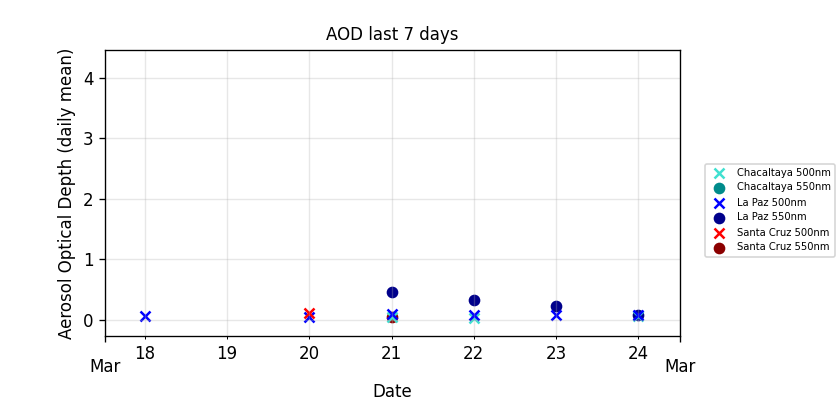 AOD last 7 days
Aerosol Optical Depth (daily mean)
4
3
2
1
0
18
19
20
21
22
23
24
Mar
Mar
Date
Chacaltaya 500nm
Chacaltaya 550nm
La Paz 500nm
La Paz 550nm
Santa Cruz 500nm
Santa Cruz 550nm